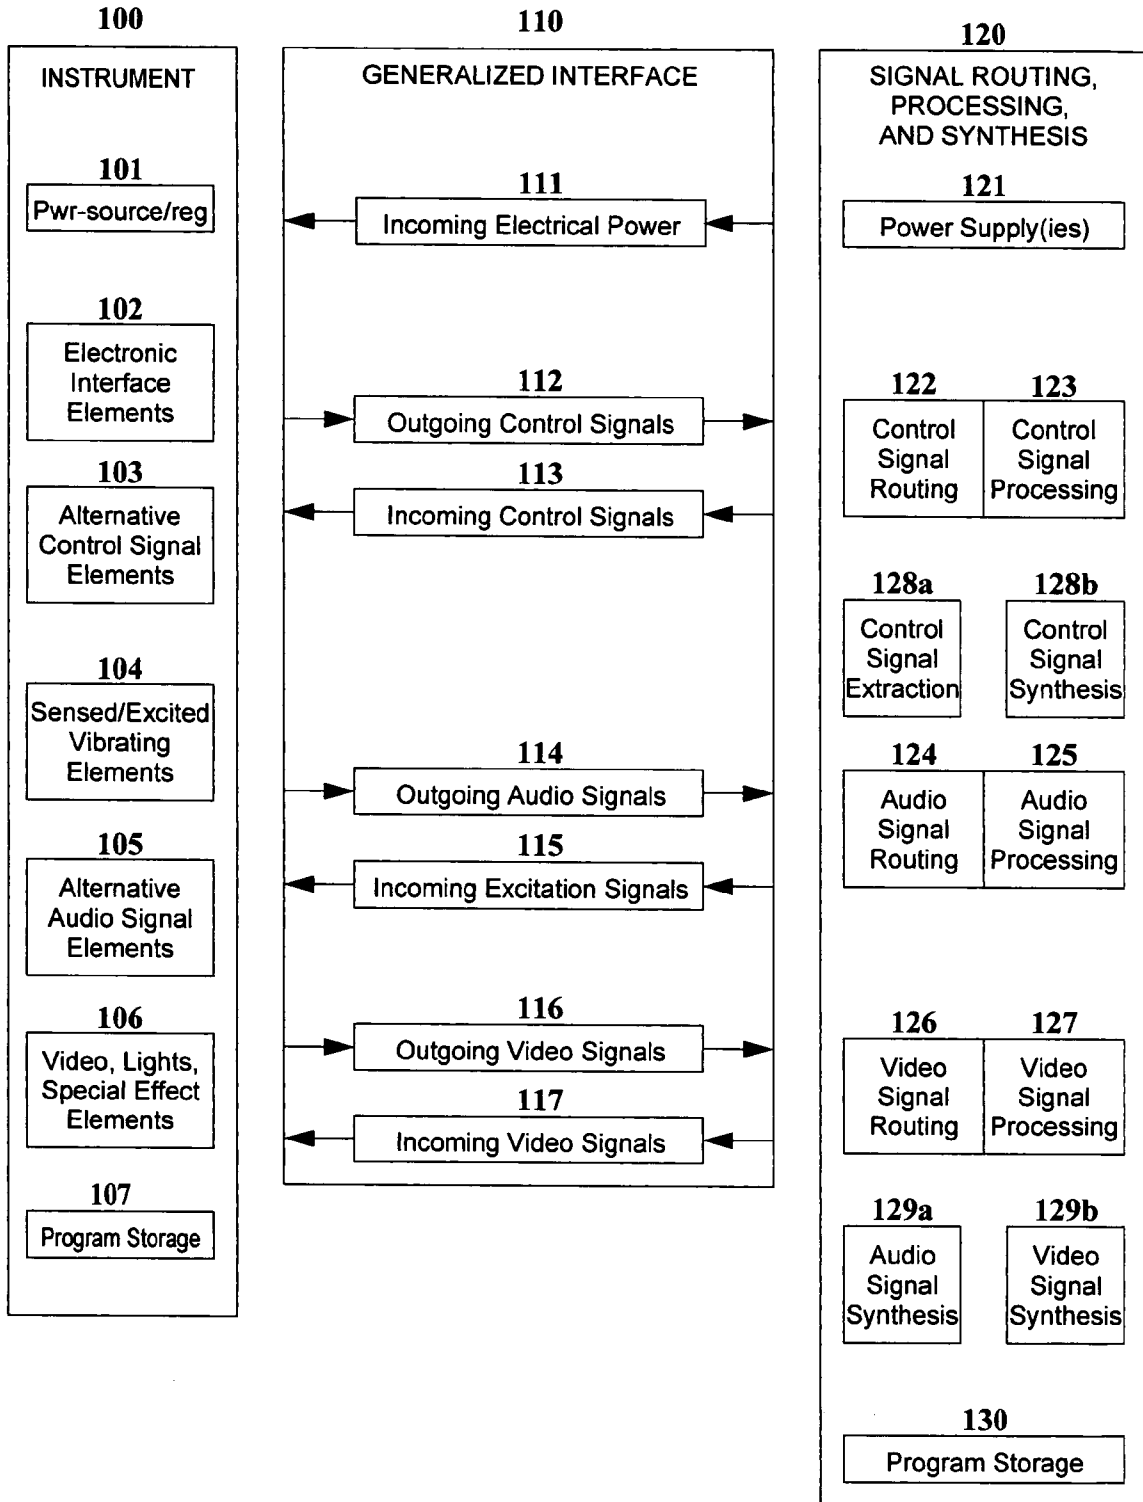 100
INSTRUMENT
101
Pwr-source/reg
102
Electronic
Interface
Elements
103
Alternative
Control Signal
Elements
104
Sensed/Excited
Vibrating
Elements
105
Alternative
Audio Signal
Elements
106
Video, Lights,
Special Effect
Elements
107
Program Storage
110
GENERALIZED INTERFACE
111
Incoming Electrical Power
112
Outgoing Control Signals
113
Incoming Control Signals
114
Outgoing Audio Signals
115
Incoming Excitation Signals
116
Outgoing Video Signals
117
Incoming Video Signals
120
SIGNAL ROUTING,
PROCESSING,
AND SYNTHESIS
121
Power Supply(ies)
122
Control
Signal
Routing
123
Control
Signal
Processing
128a
Control
Signal
Extraction
128b
Control
Signal
Synthesis
124
Audio
Signal
Routing
125
Audio
Signal
Processing
126
Video
Signal
Routing
127
Video
Signal
Processing
129a
Audio
Signal
Synthesis
129b
Video
Signal
Synthesis
130
Program Storage